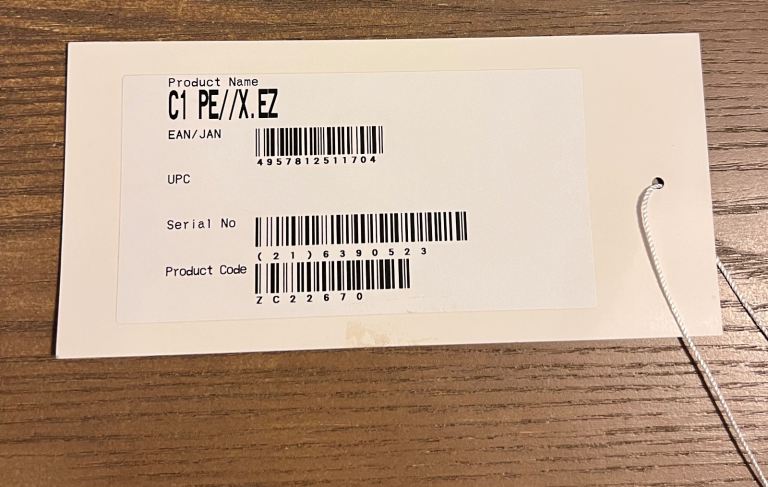 Product Name
C1 PE//X.EZ
EAN/JAN
4957812511704
UPC
Serial No
(21)6390523
Product Code
ZC22670